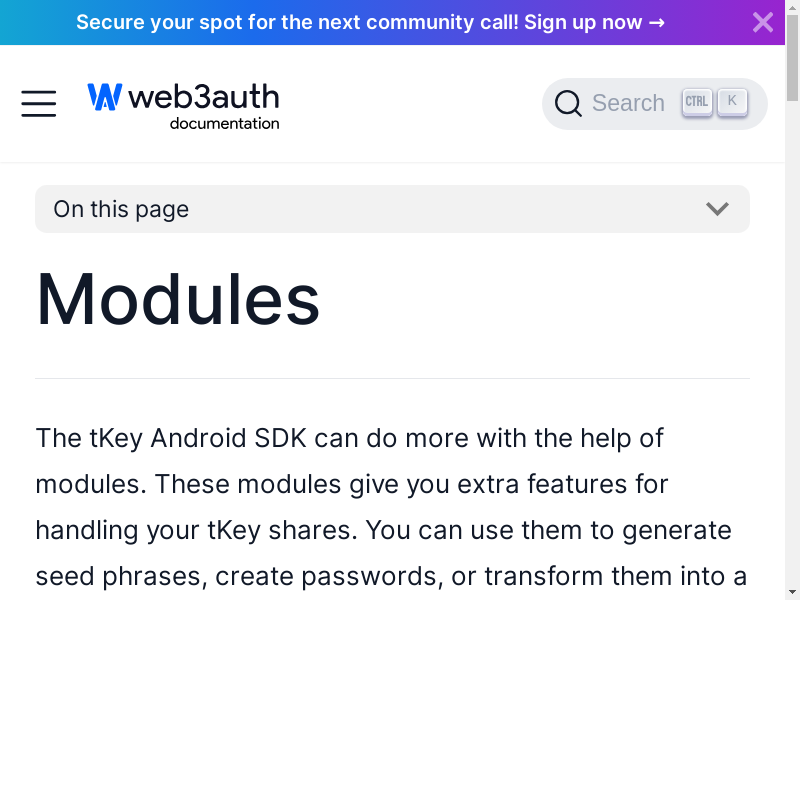 Secure your spot for the next community call! Sign up now →
web3auth
documentation
Search
CTRL
K
On this page
Modules
The tKey Android SDK can do more with the help of
modules. These modules give you extra features for
handling your tKey shares. You can use them to generate
seed phrases, create passwords, or transform them into a